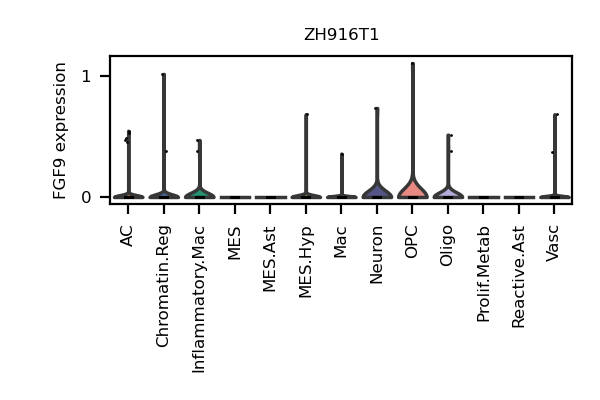 ZH916T1
FGF9 expression
1
0
AC
Chromatin.Reg
Inflammatory.Mac
MES
MES.Ast
MES.Hyp
Mac
Neuron
OPC
Oligo
Prolif.Metab
Reactive.Ast
Vasc